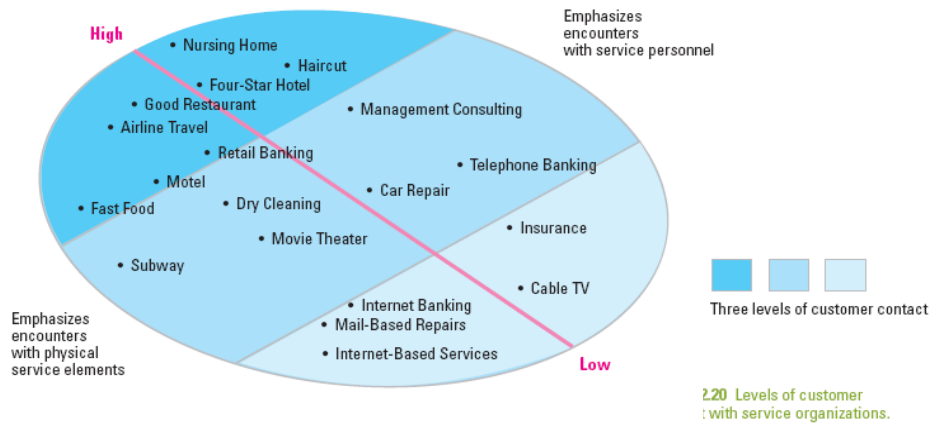 Emphasizes
encounters
with service personnel
High
• Nursing Home
• Haircut
• Four-Star Hotel
• Good Restaurant
• Management Consulting
• Airline Travel
• Retail Banking
• Telephone Banking
• Motel
• Car Repair
• Fast Food
• Dry Cleaning
• Insurance
• Movie Theater
• Subway
• Cable TV
• Internet Banking
• Mail-Based Repairs
• Internet-Based Services
Low
Emphasizes
encounters
with physical
service elements
Three levels of customer contact
2.20 Levels of customer
t with service organizations.